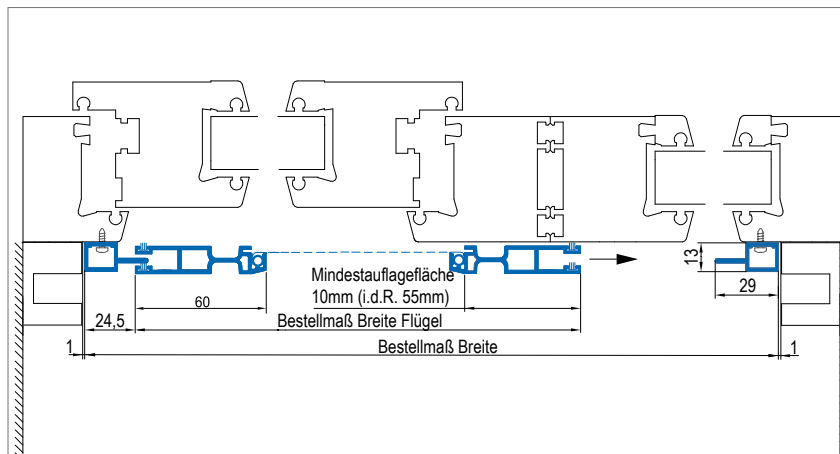 Mindestauflagefläche
10mm (i.d.R. 55mm)
13
29
60
24,5
Bestellmaß Breite Flügel
1
Bestellmaß Breite
1